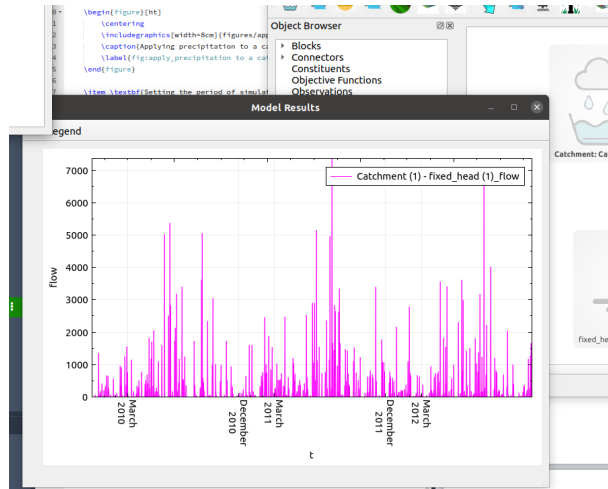 \begin{figure}[ht]
\centering
\includegraphics[width=8cm]{figures/app
\caption{Applying precipitation to a ca
\label{fig:apply_precipitation to a cat
\end{figure}
\item \textbf{Setting the period of simulat
Object Browser
Blocks
Connectors
Constituents
Objective Functions
Observations
Model Results
egend
Catchment: Ca
fixed_he
Catchment (1) - fixed_head (1)_flow
flow
7000
6000
5000
4000
3000
2000
1000
0
March
2010
December
2010
March
2011
December
2011
March
2012
t